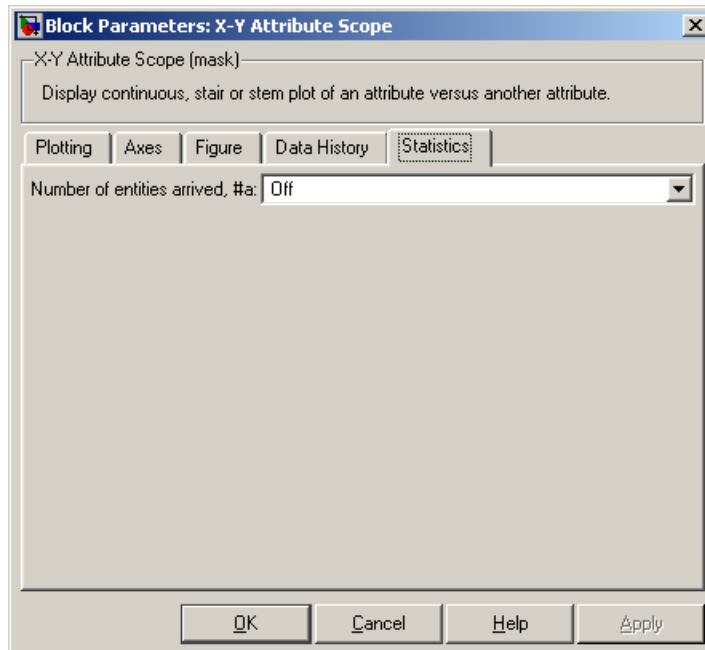 Block Parameters: X-Y Attribute Scope
X-Y Attribute Scope (mask)
Display continuous, stair or stem plot of an attribute versus another attribute.
Plotting Axes Figure Data History Statistics
Number of entities arrived, #a: Off
OK Cancel Help Apply